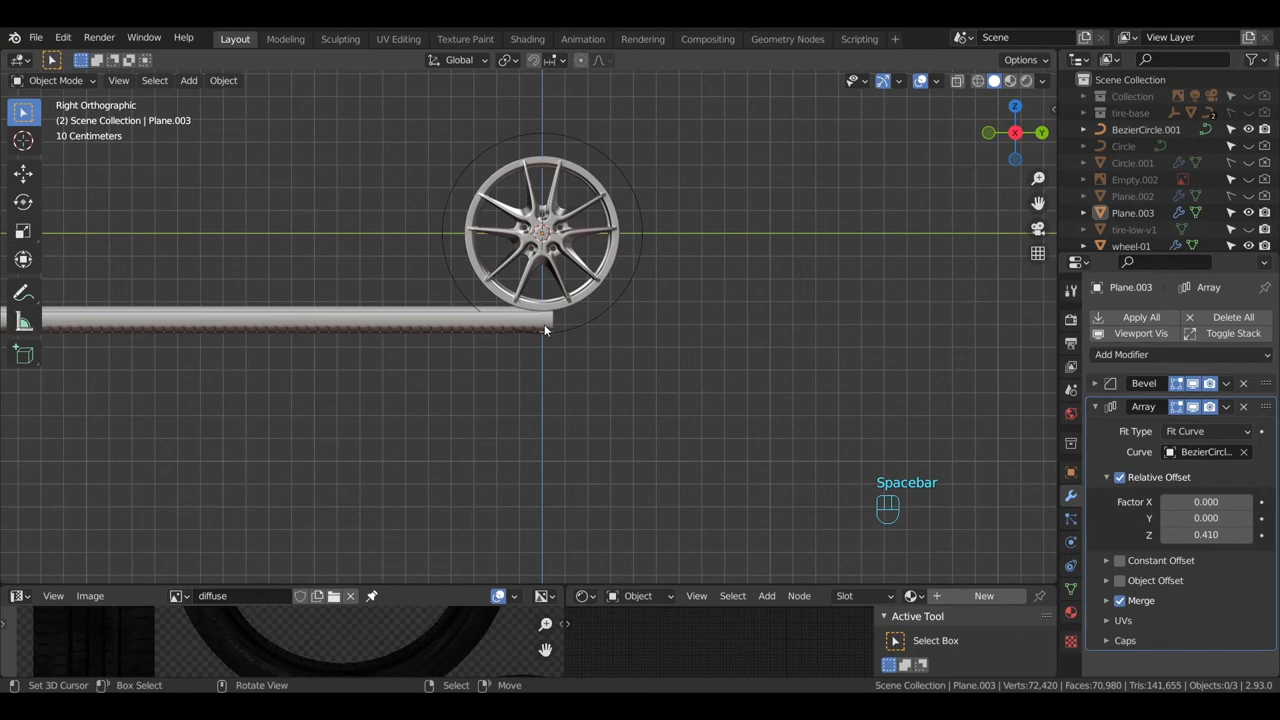 File Edit Render Window Help Layout Modeling Sculpting UV Editing Texture Paint Shading Animation Rendering Compositing Geometry Nodes Scripting + Scene View Layer
Global Options
Object Mode View Select Add Object
Right Orthographic
(2) Scene Collection | Plane.003
10 Centimeters
Z
X
Y
Spacebar
Scene Collection
Collection
tire-base 2
BezierCircle.001
Circle
Circle.001
Empty.002
Plane.002
Plane.003
tire-low-v1
wheel-01
Plane.003 Array
Apply All Delete All
Viewport Vis Toggle Stack
Add Modifier
Bevel
Array
Fit Type Fit Curve
Curve BezierCircl...
Relative Offset
Factor X 0.000
Y 0.000
Z 0.410
Constant Offset
Object Offset
Merge
UVs
Caps
View Image diffuse
Object View Select Add Node Slot New
Active Tool
Select Box
Set 3D Cursor Box Select Rotate View Select Move Scene Collection | Plane.003 Verts:72,420 | Faces:70,980 | Tris:141,655 | Objects:0/3 | 2.93.0